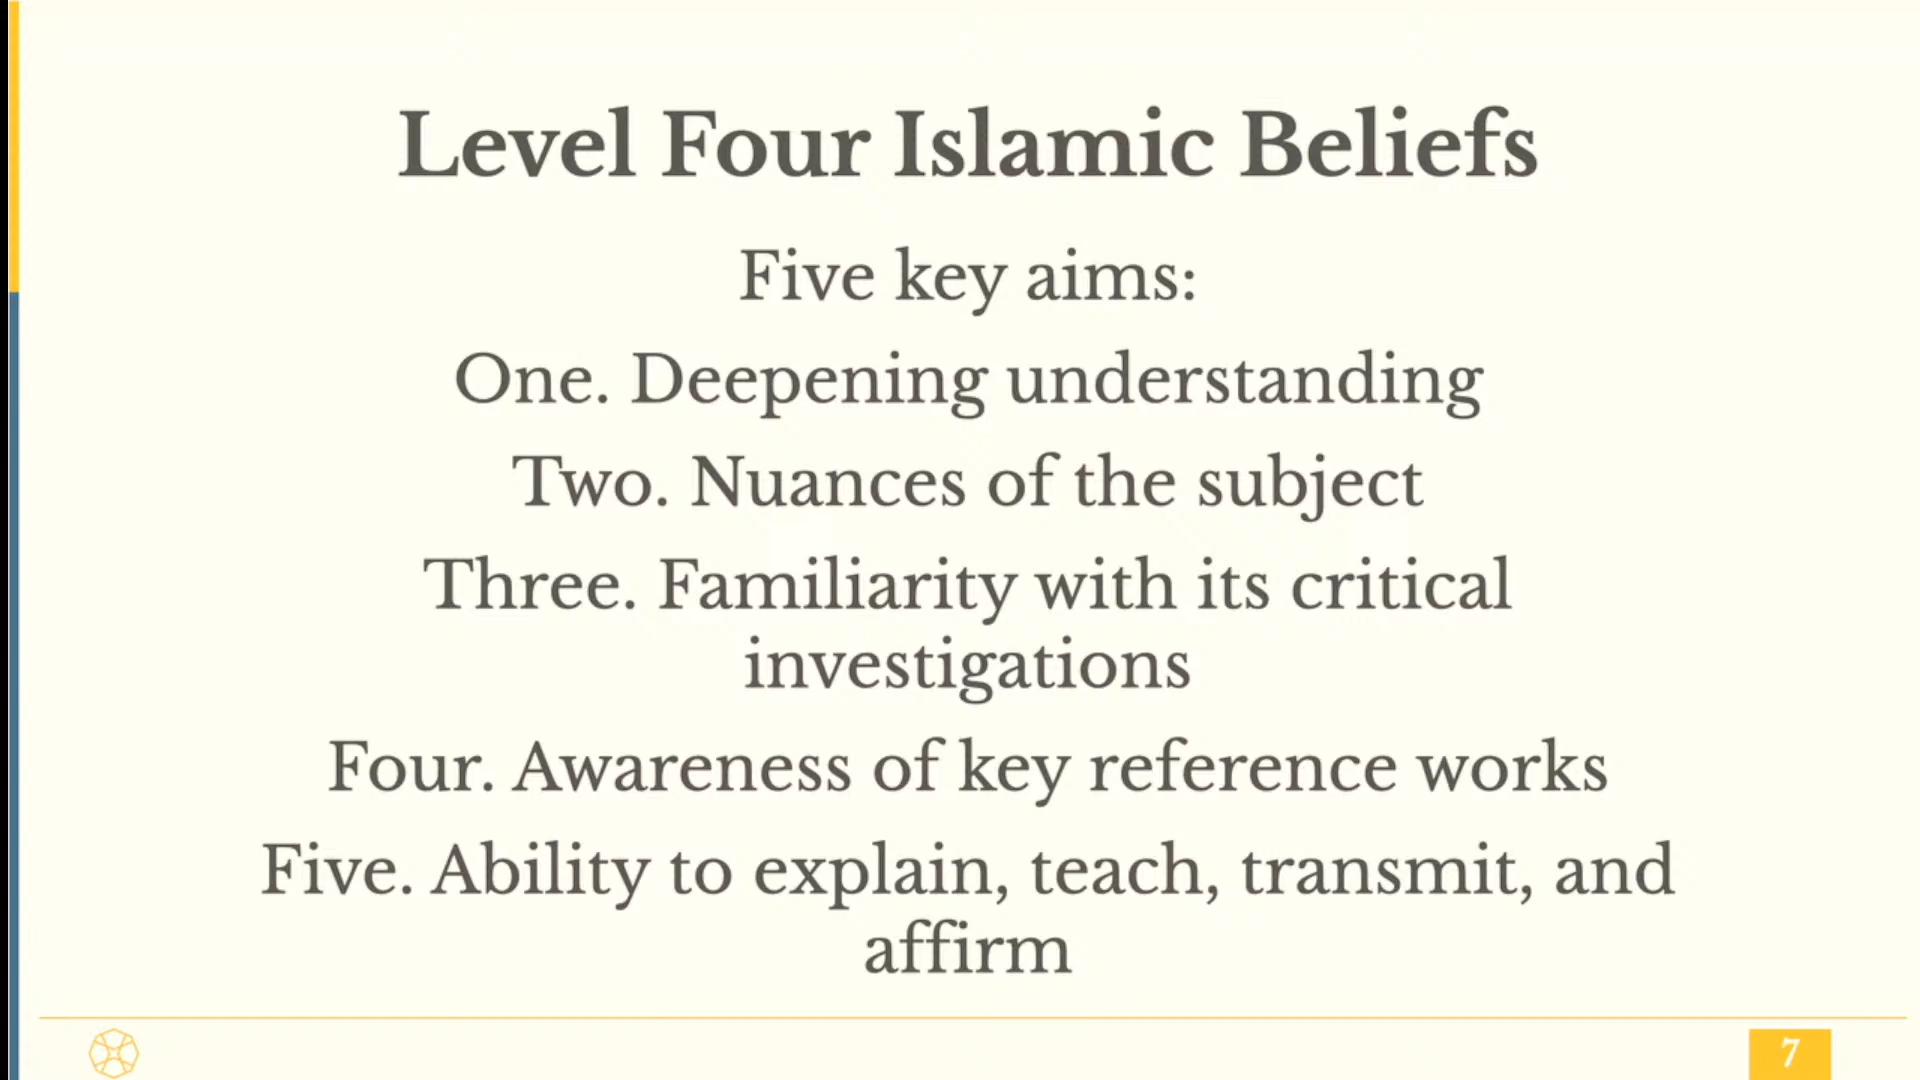 Level Four Islamic Beliefs
Five key aims:
One. Deepening understanding
Two. Nuances of the subject
Three. Familiarity with its critical
investigations
Four. Awareness of key reference works
Five. Ability to explain, teach, transmit, and
affirm
7